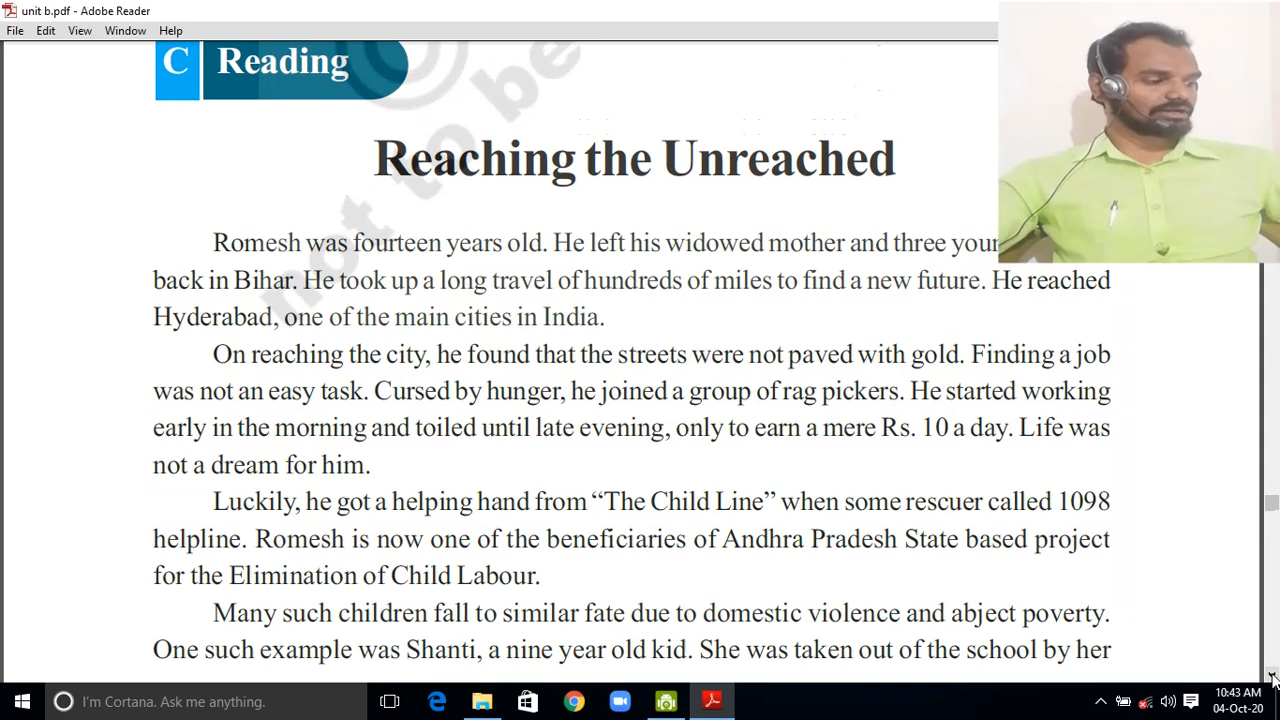 unit b.pdf - Adobe Reader
File Edit View Window Help
C Reading
not to be
Reaching the Unreached
Romesh was fourteen years old. He left his widowed mother and three
back in Bihar. He took up a long travel of hundreds of miles to find a new future. He reached
Hyderabad, one of the main cities in India.
On reaching the city, he found that the streets were not paved with gold. Finding a job
was not an easy task. Cursed by hunger, he joined a group of rag pickers. He started working
early in the morning and toiled until late evening, only to earn a mere Rs. 10 a day. Life was
not a dream for him.
Luckily, he got a helping hand from “The Child Line” when some rescuer called 1098
helpline. Romesh is now one of the beneficiaries of Andhra Pradesh State based project
for the Elimination of Child Labour.
Many such children fall to similar fate due to domestic violence and abject poverty.
One such example was Shanti, a nine year old kid. She was taken out of the school by her
I'm Cortana. Ask me anything.
10:43 AM
04-Oct-20